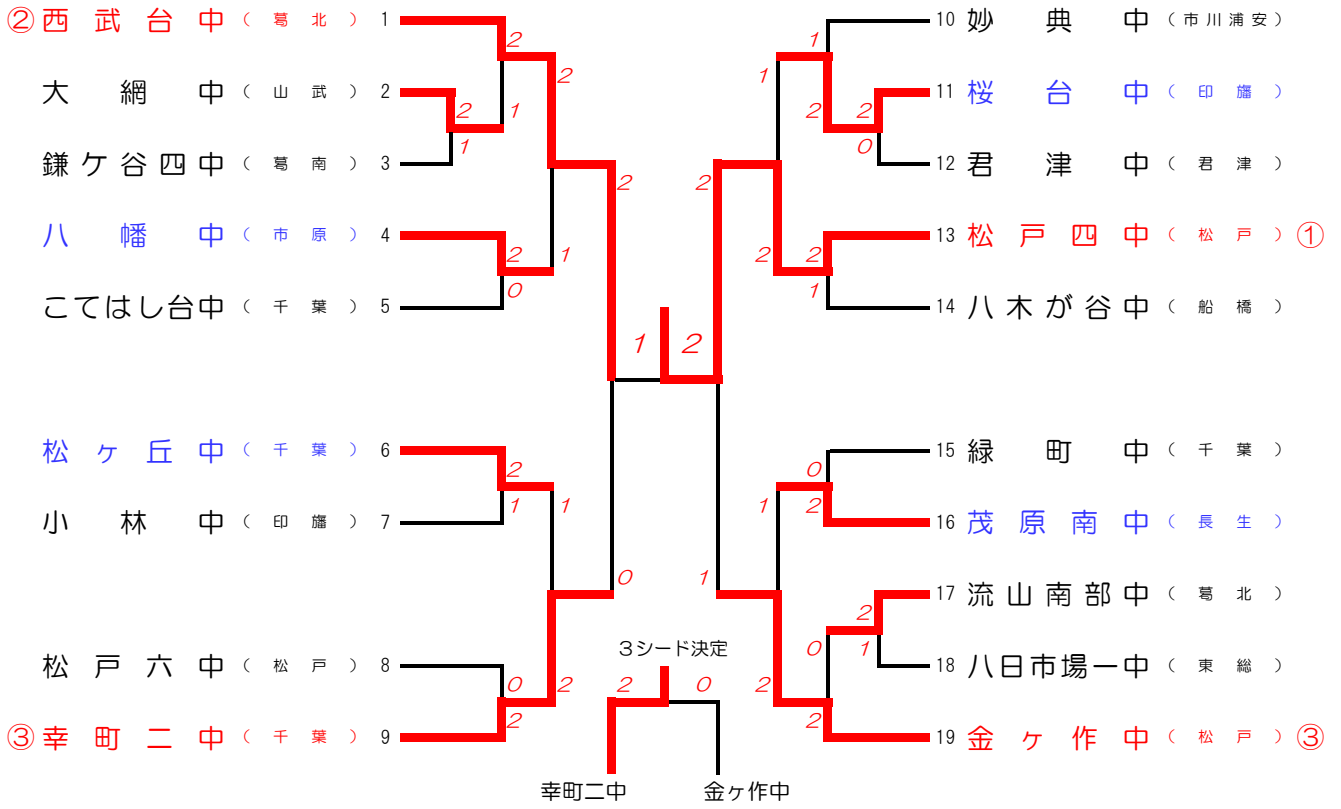 ②西武台中（葛北）1
大網中（山武）2
鎌ケ谷四中（葛南）3
八幡中（市原）4
こてはし台中（千葉）5
松ヶ丘中（千葉）6
小林中（印旛）7
松戸六中（松戸）8
③幸町二中（千葉）9
2
2
1
2
1
2
1
2
0
1
2
1
1
0
0
2
2
1
2
10 妙典中（市川浦安）
11 桜台中（印旛）
12 君津中（君津）
13 松戸四中（松戸）①
14 八木が谷中（船橋）
15 緑町中（千葉）
16 茂原南中（長生）
17 流山南部中（葛北）
18 八日市場一中（東総）
19 金ヶ作中（松戸）③
1
1
2
2
0
2
2
2
1
0
1
2
1
2
0
1
2
2
3シード決定
2 0
幸町二中 金ヶ作中